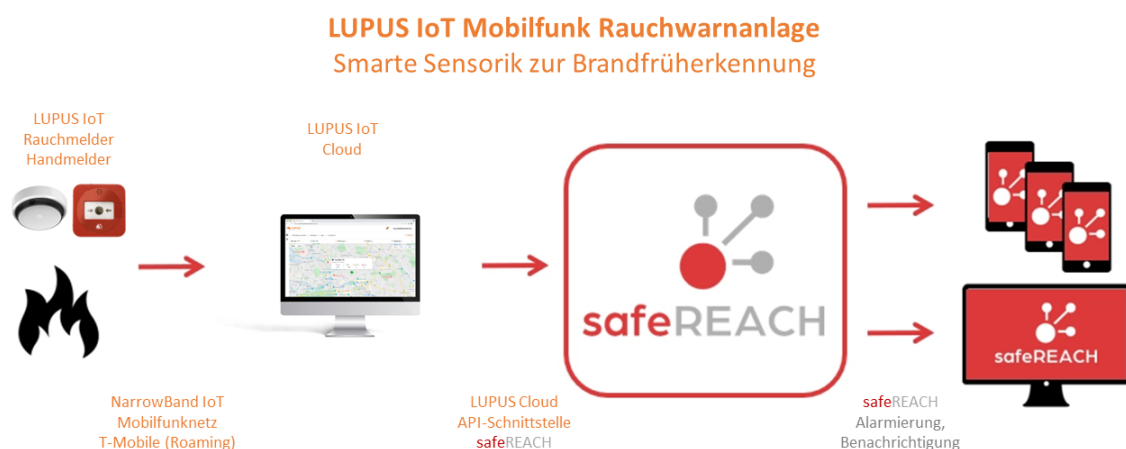 LUPUS IoT Mobilfunk Rauchwarnanlage
Smarte Sensorik zur Brandfrüherkennung
LUPUS IoT
Rauchmelder
Handmelder
LUPUS IoT
Cloud
safeREACH
safeREACH
NarrowBand IoT
Mobilfunknetz
T-Mobile (Roaming)
LUPUS Cloud
API-Schnittstelle
safeREACH
safeREACH
Alarmierung,
Benachrichtigung